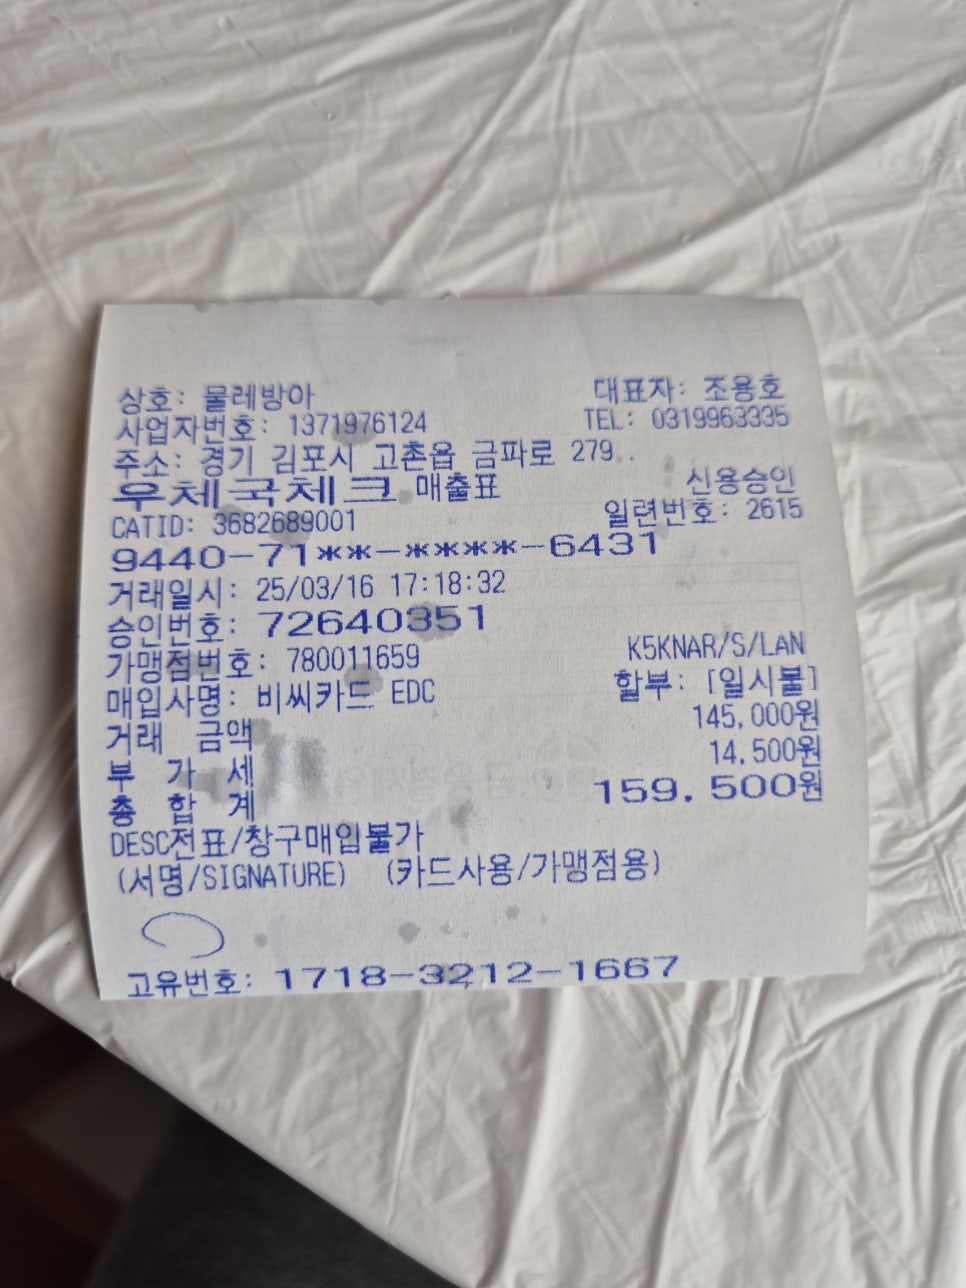 상호: 물레방아 대표자: 조용호
사업자번호: 1371976124 TEL: 0319963335
주소: 경기 김포시 고촌읍 금파로 279..
우체국체크 매출표 신용승인
CATID: 3682689001 일련번호: 2615
9440-71**-****-6431
거래일시: 25/03/16 17:18:32
승인번호: 72640351
가맹점번호: 780011659 K5KNAR/S/LAN
매입사명: 비씨카드 EDC 할부: [일시불]
거래 금액 145,000원
부 가 세 14,500원
총 합 계 159,500원
DESC전표/창구매입불가
(서명/SIGNATURE) (카드사용/가맹점용)
고유번호: 1718-3212-1667